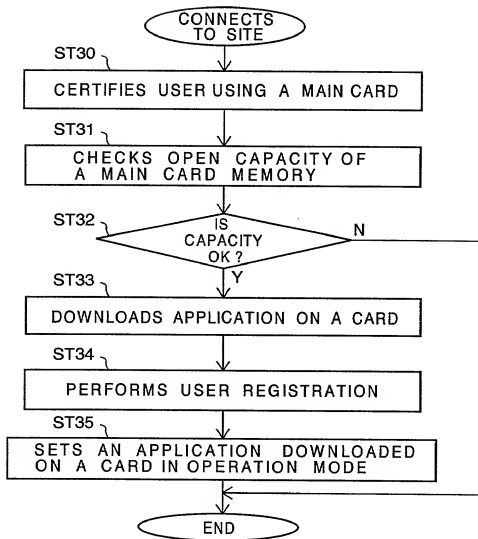 CONNECTS
TO SITE
ST30
CERTIFIES USER USING A MAIN CARD
ST31
CHECKS OPEN CAPACITY OF
A MAIN CARD MEMORY
ST32
IS
CAPACITY
OK?
N
Y
ST33
DOWNLOADS APPLICATION ON A CARD
ST34
PERFORMS USER REGISTRATION
ST35
SETS AN APPLICATION DOWNLOADED
ON A CARD IN OPERATION MODE
END